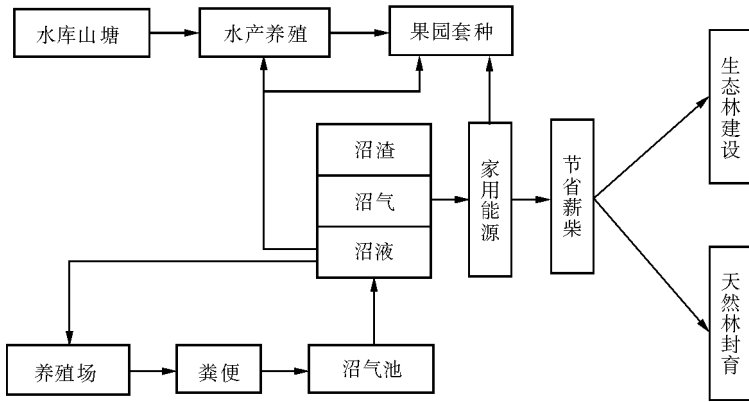 水库山塘
水产养殖
果园套种
沼渣
沼气
沼液
家用能源
节省薪柴
生态林建设
天然林封育
养殖场
粪便
沼气池